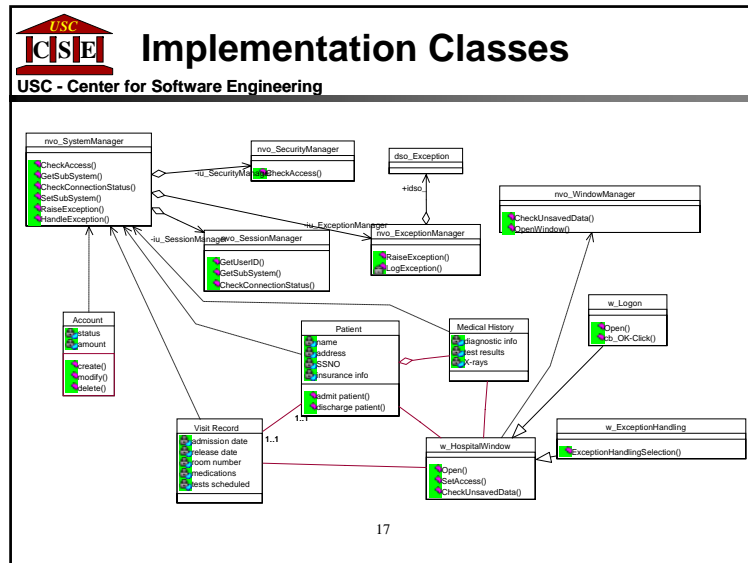 USC
C S E
Implementation Classes
USC - Center for Software Engineering
nvo_SystemManager
CheckAccess()
GetSubSystem()
CheckConnectionStatus()
SetSubSystem()
RaiseException()
HandleException()
nvo_SecurityManager
CheckAccess()
-iu_SecurityManager
dso_Exception
+idso_
nvo_WindowManager
CheckUnsavedData()
OpenWindow()
-iu_SessionManager
nvo_SessionManager
GetUserID()
GetSubSystem()
CheckConnectionStatus()
-iu_ExceptionManager
nvo_ExceptionManager
RaiseException()
LogException()
w_Logon
Open()
cb_OK-Click()
Account
status
amount
create()
modify()
delete()
Patient
name
address
SSNO
insurance info
admit patient()
discharge patient()
Medical History
diagnostic info
test results
X-rays
1..1
1..1
Visit Record
admission date
release date
room number
medications
tests scheduled
w_HospitalWindow
Open()
SetAccess()
CheckUnsavedData()
w_ExceptionHandling
ExceptionHandlingSelection()
17